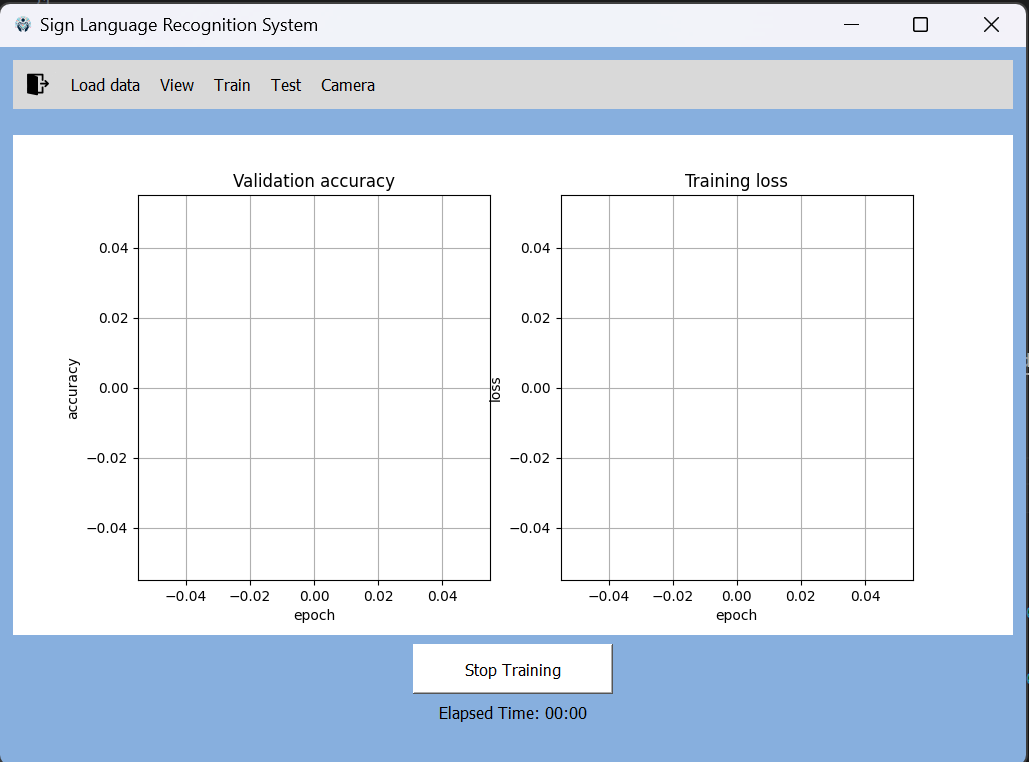 Sign Language Recognition System
Load data View Train Test Camera
Validation accuracy
accuracy
0.04
0.02
0.00
−0.02
−0.04
−0.04 −0.02 0.00 0.02 0.04
epoch
Training loss
loss
0.04
0.02
0.00
−0.02
−0.04
−0.04 −0.02 0.00 0.02 0.04
epoch
Stop Training
Elapsed Time: 00:00